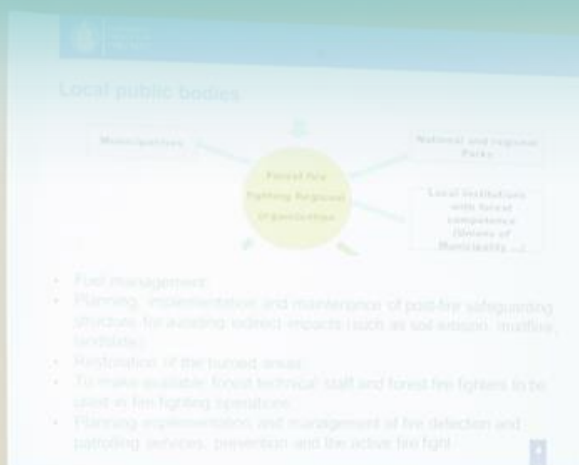 Local public bodies
Municipalities
National and regional
Parks
Forest fire
fighting Regional
organization
Local Institutions
with forest
competence
(Unions of
Municipality ...)
• Fuel management
• Planning, implementation and maintenance of post-fire safeguarding
structure for avoiding indirect impacts (such as soil erosion,
landslide)
• Restoration of the burned areas
• To make available forest technical staff and forest fire fighters to be
used in fire fighting operations
• Planning implementation and management of fire detection and
patrolling services, prevention and the active fire fight